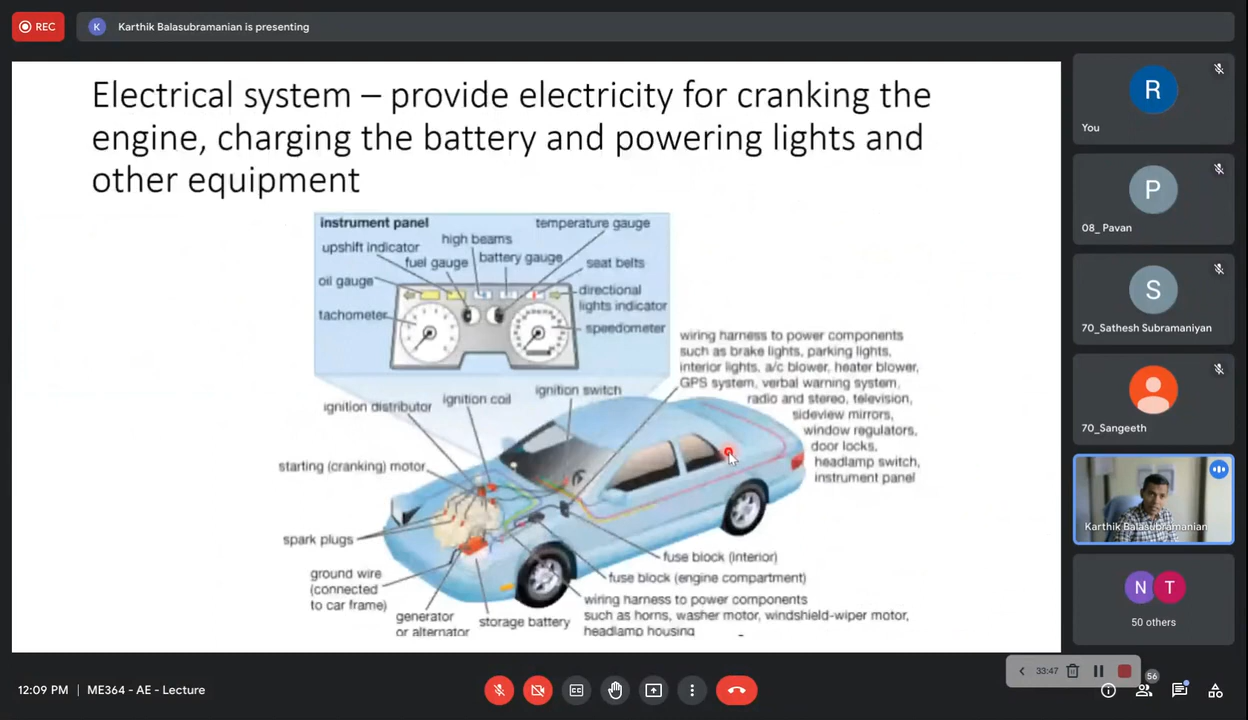 REC
K
Karthik Balasubramanian is presenting
Electrical system – provide electricity for cranking the
engine, charging the battery and powering lights and
other equipment
instrument panel
temperature gauge
upshift indicator
high beams
fuel gauge
battery gauge
seat belts
oil gauge
directional
lights indicator
tachometer
speedometer
wiring harness to power components
such as brake lights, parking lights,
interior lights, a/c blower, heater blower,
GPS system, verbal warning system,
radio and stereo, television,
sideview mirrors,
window regulators,
door locks,
headlamp switch,
instrument panel
ignition distributor
ignition coil
ignition switch
starting (cranking) motor
spark plugs
ground wire
(connected
to car frame)
generator
or alternator
storage battery
fuse block (interior)
fuse block (engine compartment)
wiring harness to power components
such as horns, washer motor, windshield-wiper motor,
headlamp housing
R
You
P
08_ Pavan
S
70_Sathesh Subramaniyan
70_Sangeeth
Karthik Balasubramanian
N
T
50 others
33:47
12:09 PM | ME364 - AE - Lecture
CC
56